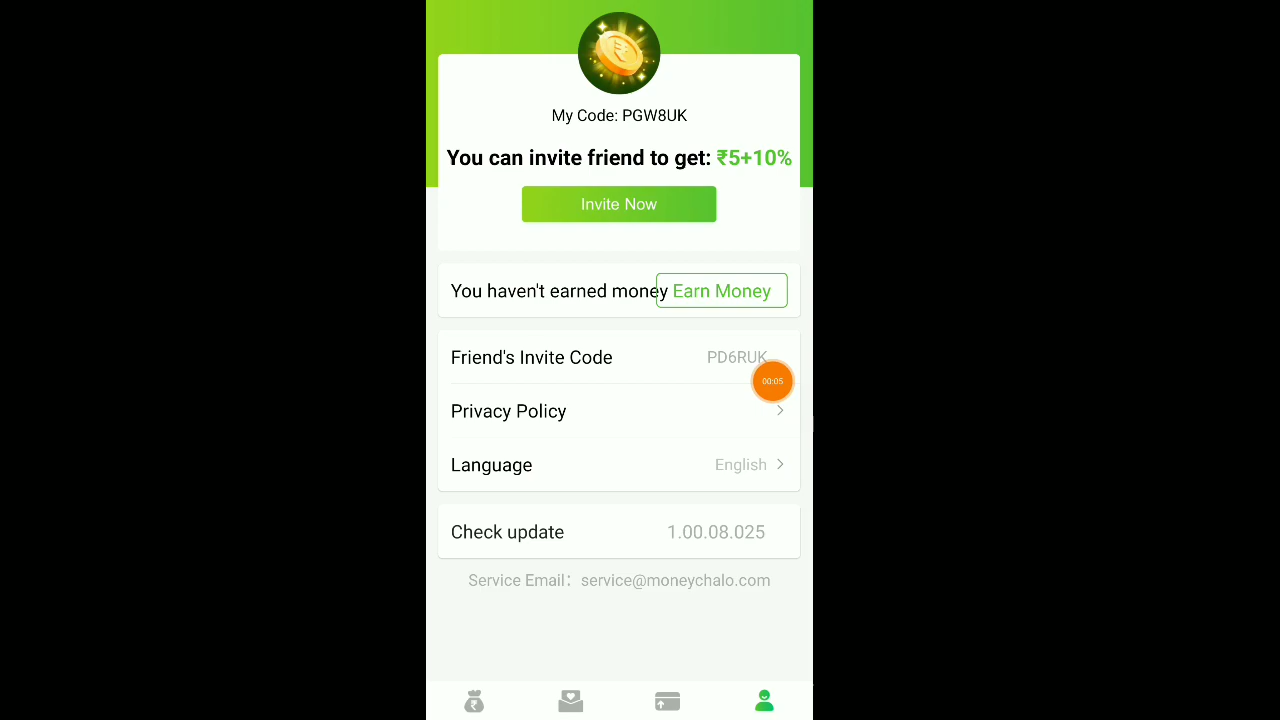 My Code: PGW8UK
You can invite friend to get: ₹5+10%
Invite Now
You haven't earned money Earn Money
Friend's Invite Code PD6RUK
00:05
Privacy Policy
Language English
Check update 1.00.08.025
Service Email： service@moneychalo.com